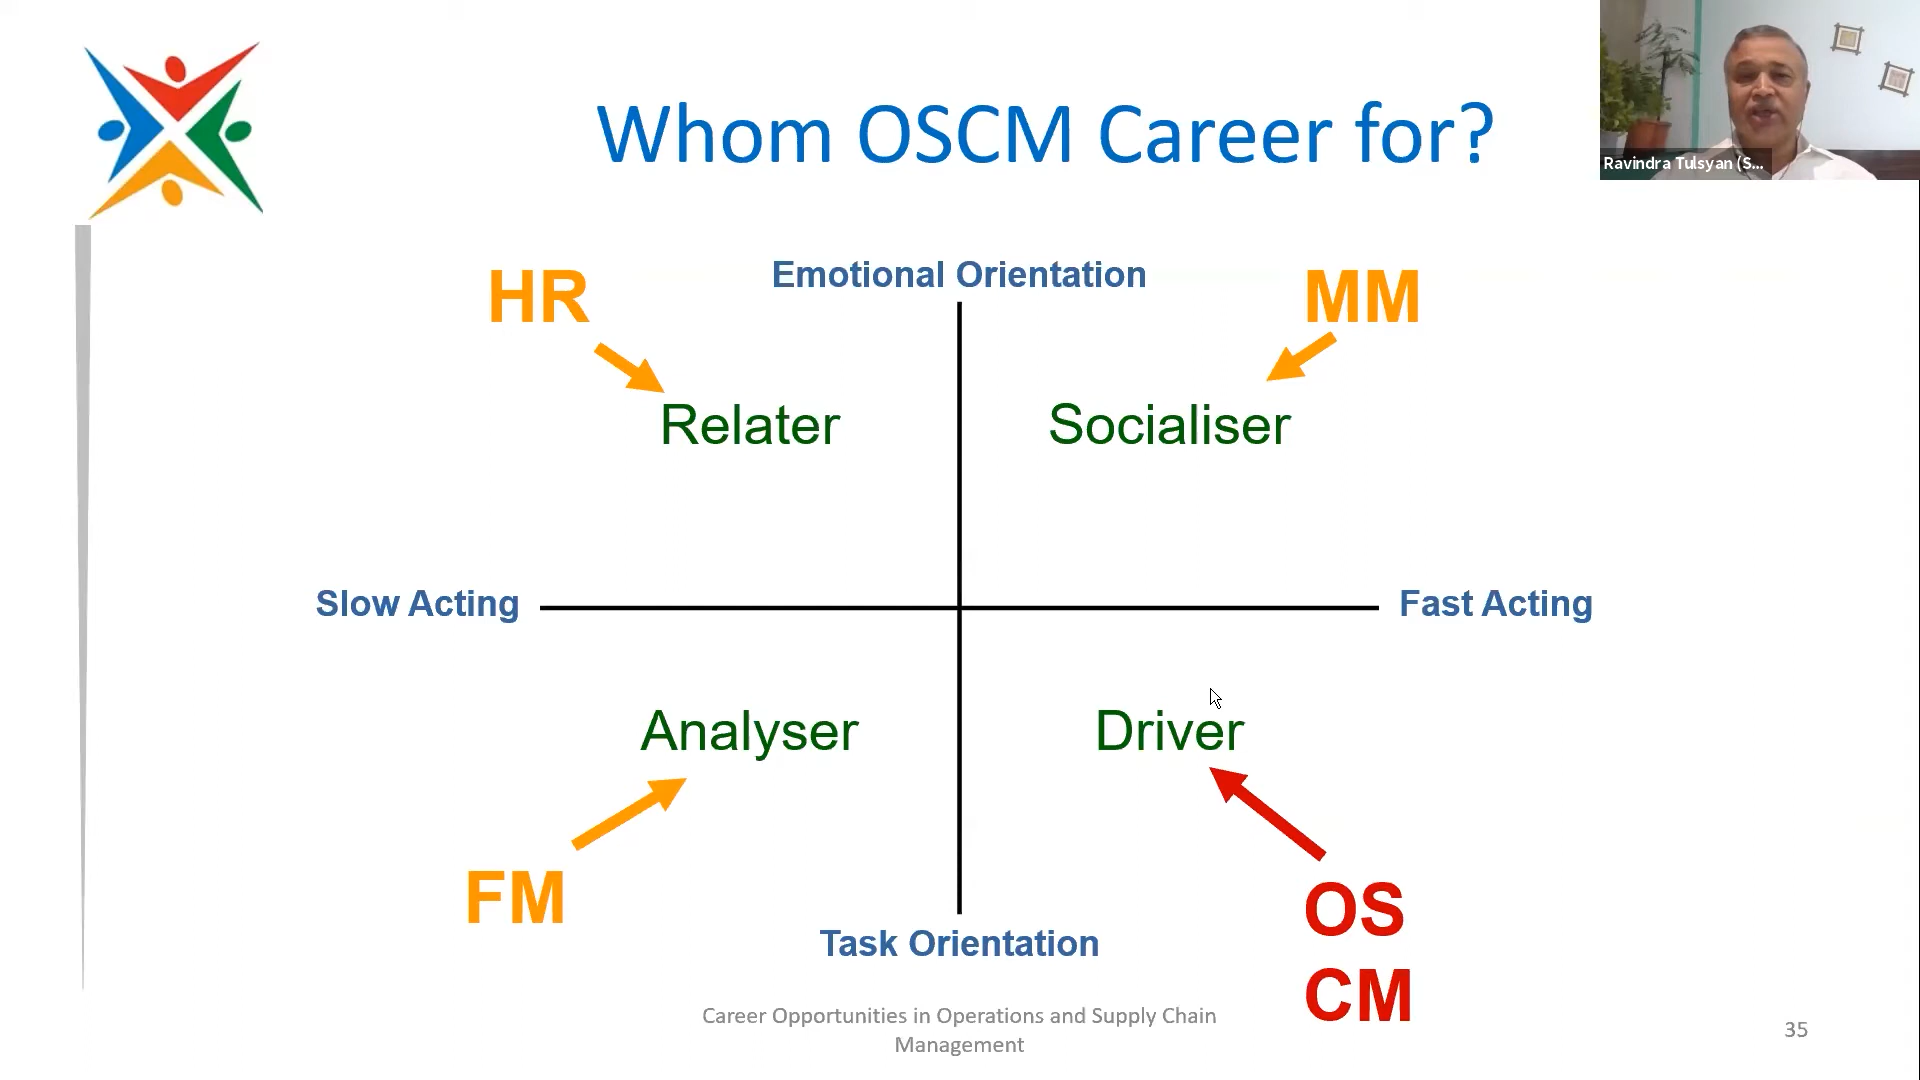 Whom OSCM Career for?
Ravindra Tulsyan (S...
HR
Emotional Orientation
MM
Relater
Socialiser
Slow Acting
Fast Acting
Analyser
Driver
FM
OS
CM
Task Orientation
Career Opportunities in Operations and Supply Chain
Management
35